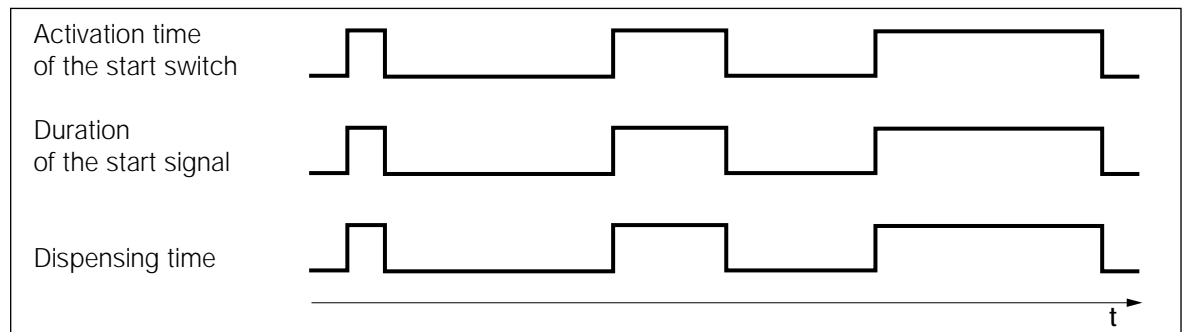 Activation time
of the start switch
Duration
of the start signal
Dispensing time
t